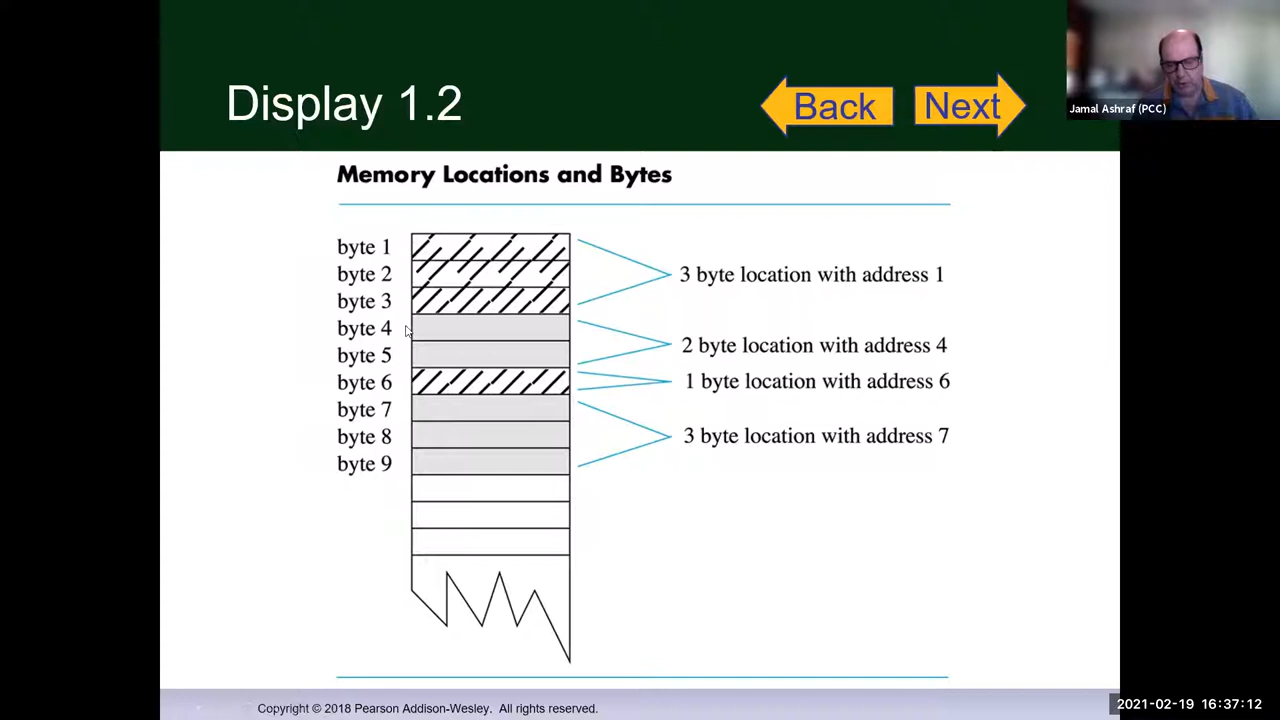 Display 1.2
Back
Next
Jamal Ashraf (PCC)
Memory Locations and Bytes
byte 1
byte 2
byte 3
byte 4
byte 5
byte 6
byte 7
byte 8
byte 9
3 byte location with address 1
2 byte location with address 4
1 byte location with address 6
3 byte location with address 7
Copyright © 2018 Pearson Addison-Wesley. All rights reserved.
2021-02-19 16:37:12